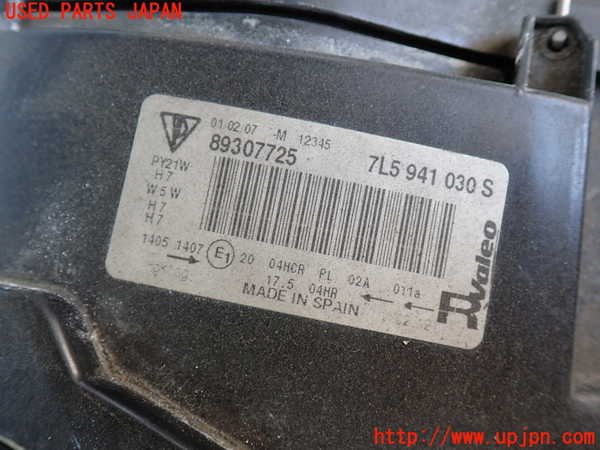 USED PARTS JAPAN
01.02.07 -M 12345
89307725 7L5 941 030 S
PY21W
H7
W5W
H7
H7
1405 1407 E1 20 04HCR PL 02A 011a
17.5 04HR
MADE IN SPAIN
Valeo
http://www.upjpn.com/